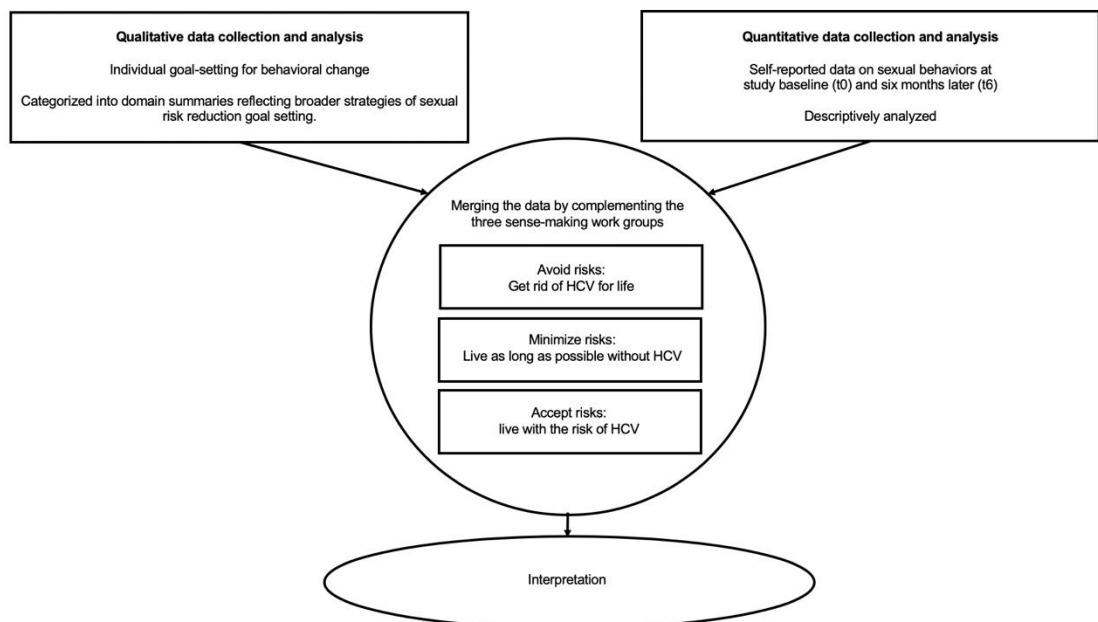 Qualitative data collection and analysis
Individual goal-setting for behavioral change
Categorized into domain summaries reflecting broader strategies of sexual
risk reduction goal setting.
Quantitative data collection and analysis
Self-reported data on sexual behaviors at
study baseline (t0) and six months later (t6)
Descriptively analyzed
Merging the data by complementing the
three sense-making work groups
Avoid risks:
Get rid of HCV for life
Minimize risks:
Live as long as possible without HCV
Accept risks:
live with the risk of HCV
Interpretation